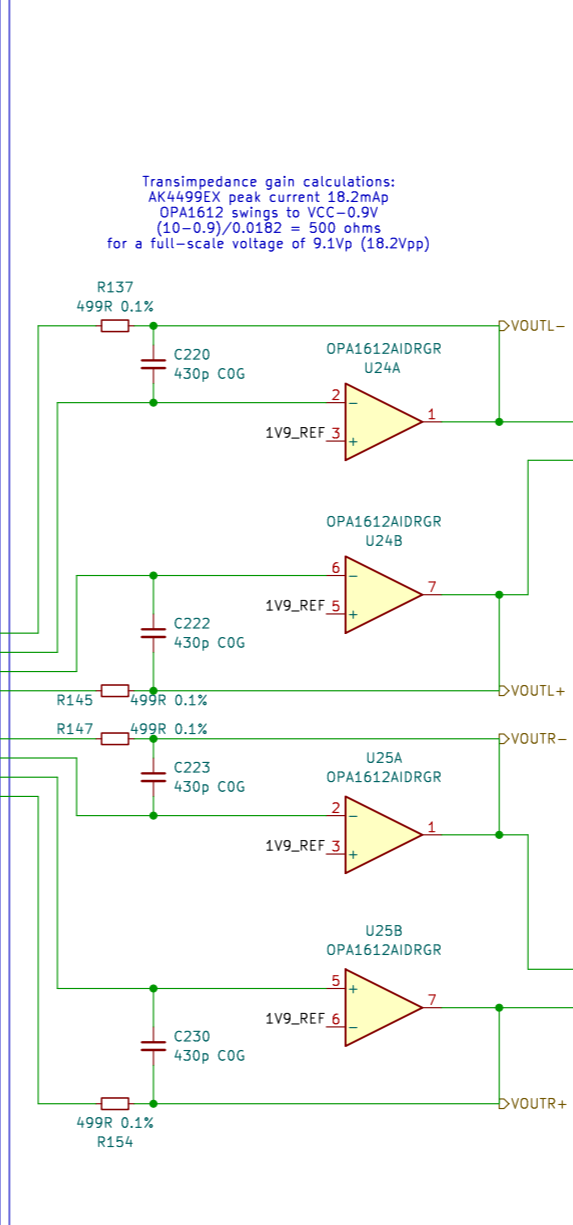 Transimpedance gain calculations:
AK4499EX peak current 18.2mAp
OPA1612 swings to VCC-0.9V
(10-0.9)/0.0182 = 500 ohms
for a full-scale voltage of 9.1Vp (18.2Vpp)
R137
499R 0.1%
VOUTL-
C220
430p C0G
OPA1612AIDRGR
U24A
2
-
1
1V9_REF
3
+
OPA1612AIDRGR
U24B
6
-
7
1V9_REF
5
+
C222
430p C0G
R145
499R 0.1%
VOUTL+
R147
499R 0.1%
VOUTR-
C223
430p C0G
U25A
OPA1612AIDRGR
2
-
1
1V9_REF
3
+
U25B
OPA1612AIDRGR
5
+
7
1V9_REF
6
-
C230
430p C0G
VOUTR+
499R 0.1%
R154